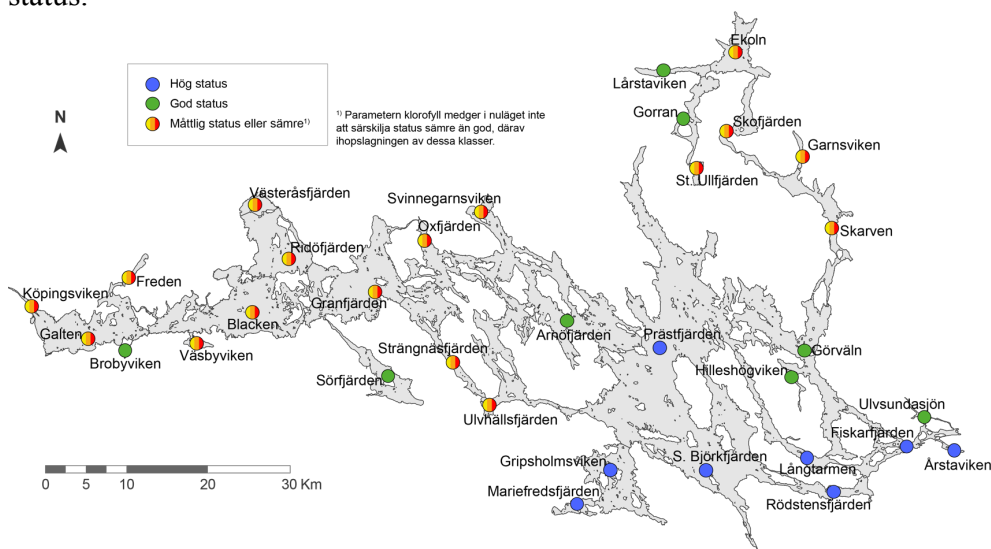 status.
Hög status
God status
Måttlig status eller sämre¹⁾
N
¹⁾ Parametern klorofyll medger i nuläget inte
att särskilja status sämre än god, därav
ihopslagningen av dessa klasser.
Ekoln
Lårstaviken
Gorran
Skofjärden
Garnsviken
St. Ullfjärden
Västeråsfjärden
Svinnegarnsviken
Oxfjärden
Skarven
Ridöfjärden
Freden
Köpingsviken
Granfjärden
Blacken
Galten
Arnöfjärden
Prästfjärden
Görväln
Brobyviken
Väsbyviken
Strängnäsfjärden
Hilleshögviken
Sörfjärden
Ulvsundasjön
Ulvhällsfjärden
Fiskarfjärden
Gripsholmsviken
S. Björkfjärden
Långtarmen
Årstaviken
Mariefredsfjärden
Rödstensfjärden
0 5 10 20 30 Km